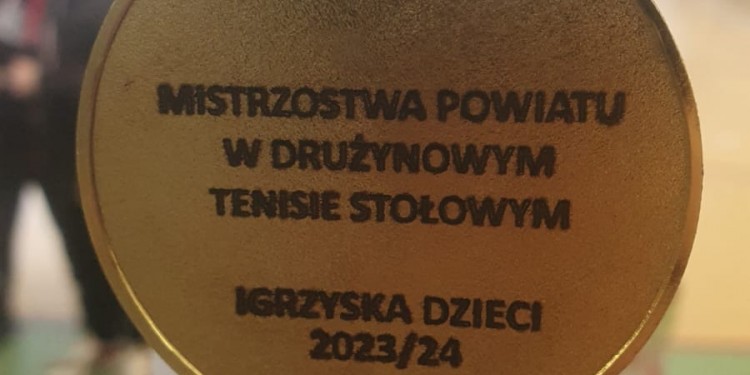 MISTRZOSTWA POWIATU
W DRUŻYNOWYM
TENISIE STOŁOWYM
IGRZYSKA DZIECI
2023/24